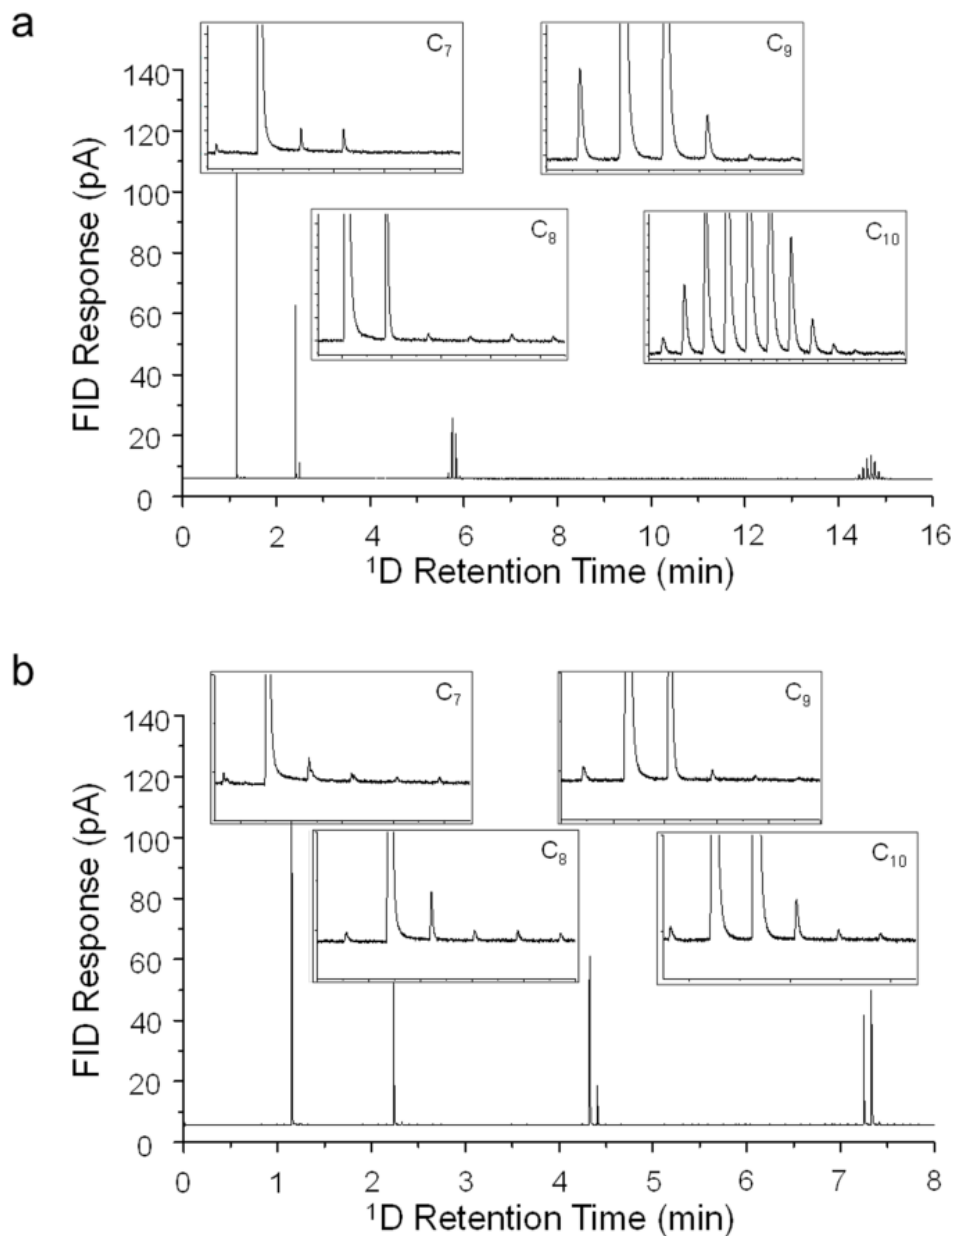 a
C₇
C₉
C₈
C₁₀
140
120
100
80
60
40
20
0
FID Response (pA)
0 2 4 6 8 10 12 14 16
¹D Retention Time (min)
b
C₇
C₉
C₈
C₁₀
140
120
100
80
60
40
20
0
FID Response (pA)
0 1 2 3 4 5 6 7 8
¹D Retention Time (min)